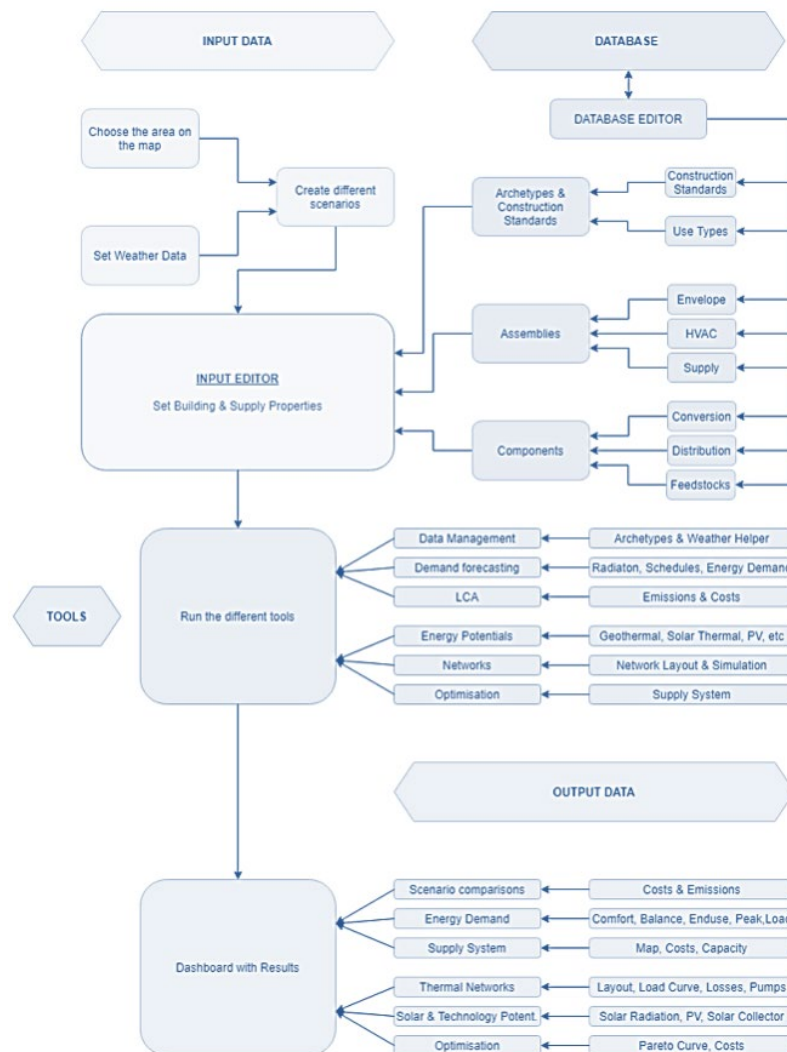 INPUT DATA
DATABASE
DATABASE EDITOR
Choose the area on
the map
Create different
scenarios
Set Weather Data
Archetypes &
Construction
Standards
Construction
Standards
Use Types
INPUT EDITOR
Set Building & Supply Properties
Assemblies
Envelope
HVAC
Supply
Components
Conversion
Distribution
Feedstocks
TOOLS
Run the different tools
Data Management
Archetypes & Weather Helper
Demand forecasting
Radiaton, Schedules, Energy Demand
LCA
Emissions & Costs
Energy Potentials
Geothermal, Solar Thermal, PV, etc
Networks
Network Layout & Simulation
Optimisation
Supply System
OUTPUT DATA
Dashboard with Results
Scenario comparisons
Costs & Emissions
Energy Demand
Comfort, Balance, Enduse, Peak,Load
Supply System
Map, Costs, Capacity
Thermal Networks
Layout, Load Curve, Losses, Pumps
Solar & Technology Potent.
Solar Radiation, PV, Solar Collector
Optimisation
Pareto Curve, Costs